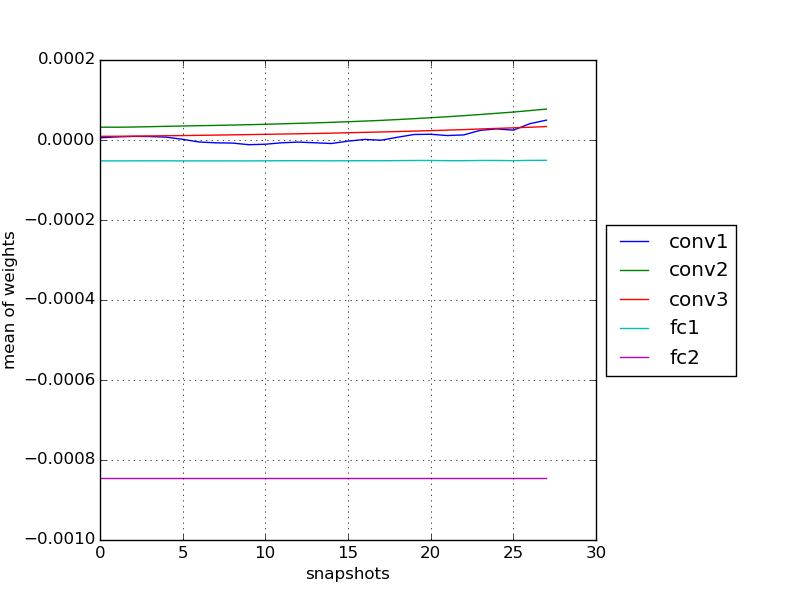 0.0002
0.0000
−0.0002
−0.0004
−0.0006
−0.0008
−0.0010
mean of weights
0 5 10 15 20 25 30
snapshots
conv1
conv2
conv3
fc1
fc2